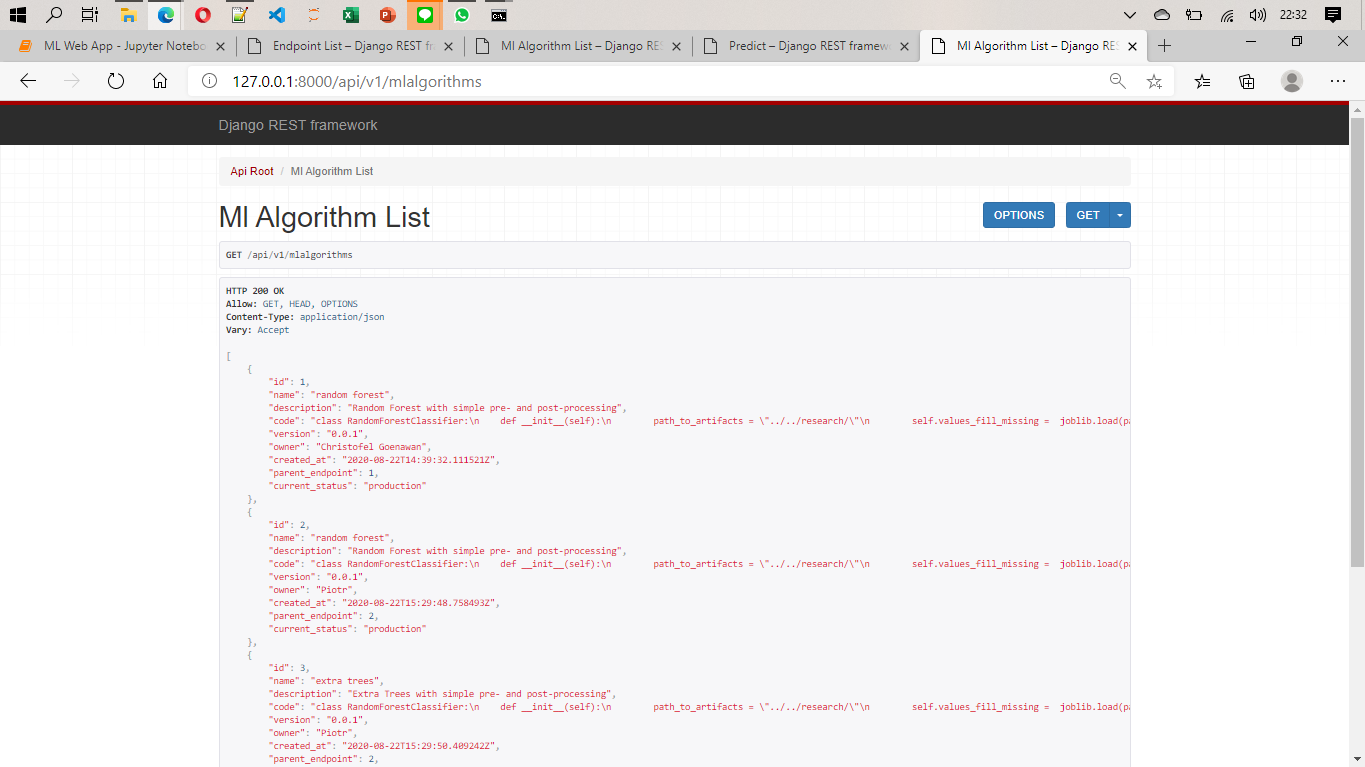 22:32
ML Web App - Jupyter Notebo
Endpoint List – Django REST fr
Ml Algorithm List – Django RES
Predict – Django REST framew
Ml Algorithm List – Django RES
127.0.0.1:8000/api/v1/mlalgorithms
Django REST framework
Api Root / Ml Algorithm List
Ml Algorithm List
OPTIONS
GET
GET /api/v1/mlalgorithms
HTTP 200 OK
Allow: GET, HEAD, OPTIONS
Content-Type: application/json
Vary: Accept
[
{
"id": 1,
"name": "random forest",
"description": "Random Forest with simple pre- and post-processing",
"code": "class RandomForestClassifier:\n    def __init__(self):\n        path_to_artifacts = \"../../research/\"\n        self.values_fill_missing =  joblib.load(pa
"version": "0.0.1",
"owner": "Christofel Goenawan",
"created_at": "2020-08-22T14:39:32.111521Z",
"parent_endpoint": 1,
"current_status": "production"
},
{
"id": 2,
"name": "random forest",
"description": "Random Forest with simple pre- and post-processing",
"code": "class RandomForestClassifier:\n    def __init__(self):\n        path_to_artifacts = \"../../research/\"\n        self.values_fill_missing =  joblib.load(pa
"version": "0.0.1",
"owner": "Piotr",
"created_at": "2020-08-22T15:29:48.758493Z",
"parent_endpoint": 2,
"current_status": "production"
},
{
"id": 3,
"name": "extra trees",
"description": "Extra Trees with simple pre- and post-processing",
"code": "class RandomForestClassifier:\n    def __init__(self):\n        path_to_artifacts = \"../../research/\"\n        self.values_fill_missing =  joblib.load(pa
"version": "0.0.1",
"owner": "Piotr",
"created_at": "2020-08-22T15:29:50.409242Z",
"parent_endpoint": 2,